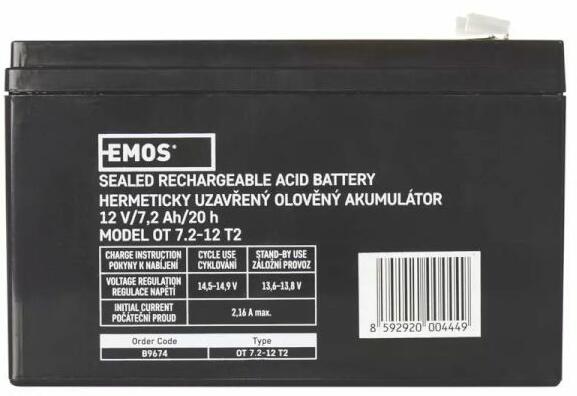 EMOS®
SEALED RECHARGEABLE ACID BATTERY
HERMETICKY UZAVŘENÝ OLOVĚNÝ AKUMULÁTOR
12 V/7,2 Ah/20 h
MODEL OT 7.2-12 T2
CHARGE INSTRUCTION CYCLE USE STAND-BY USE
POKYNY K NABÍJENÍ CYKLOVÁNÍ ZÁLOŽNÍ PROVOZ
VOLTAGE REGULATION
REGULACE NAPĚTÍ 14,5-14,9 V 13,6-13,8 V
INITIAL CURRENT
POČÁTEČNÍ PROUD 2,16 A max.
Order Code Type
B9674 OT 7.2-12 T2
8 592920 004449